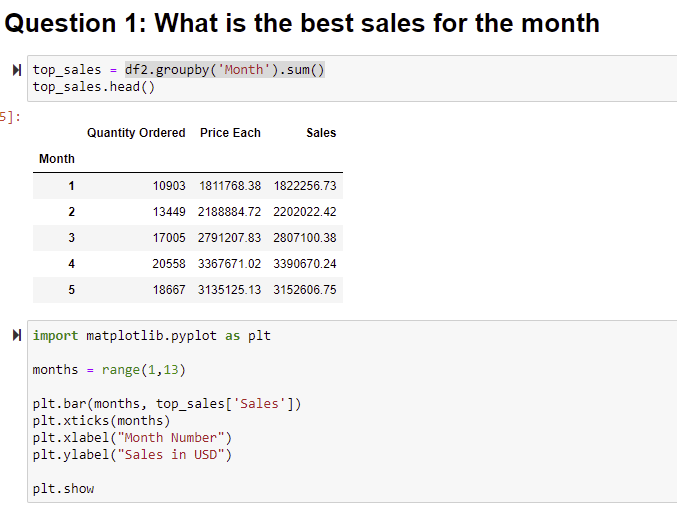 Question 1: What is the best sales for the month
top_sales = df2.groupby('Month').sum()
top_sales.head()
5]:
Quantity Ordered Price Each Sales
Month
1 10903 1811768.38 1822256.73
2 13449 2188884.72 2202022.42
3 17005 2791207.83 2807100.38
4 20558 3367671.02 3390670.24
5 18667 3135125.13 3152606.75
import matplotlib.pyplot as plt
months = range(1,13)
plt.bar(months, top_sales['Sales'])
plt.xticks(months)
plt.xlabel("Month Number")
plt.ylabel("Sales in USD")
plt.show